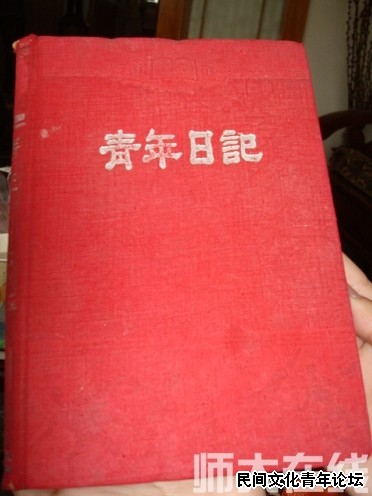 青年日記
师大在线
民间文化青年论坛